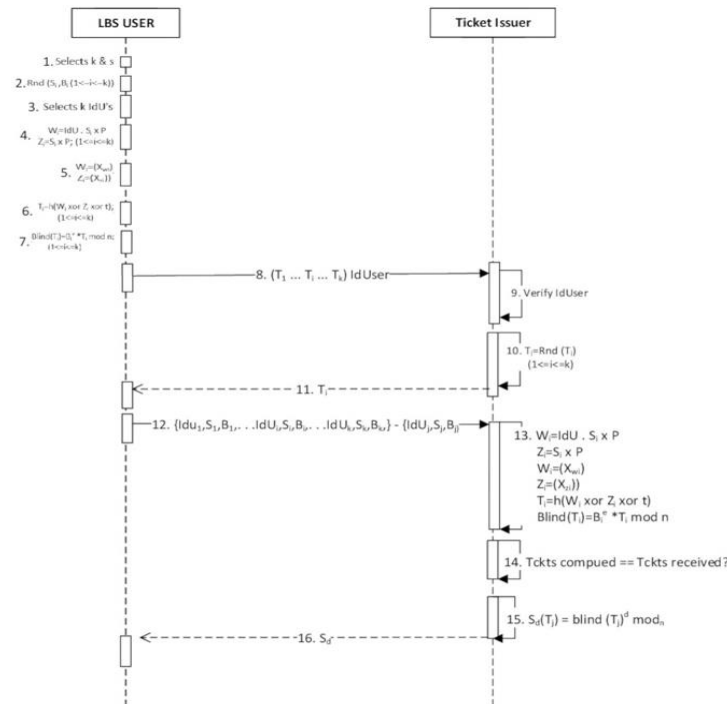 LBS USER
Ticket Issuer
1. Selects k & s
2. Rnd (Sᵢ,Bᵢ (1<=i<=k))
3. Selects k IdU's
4. Wᵢ=IdU . Sᵢ x P
Zᵢ=Sᵢ x P; (1<=i<=k)
5. Wᵢ=(Xwᵢ)
Zᵢ=(Xzᵢ))
6. Tᵢ=h(Wᵢ xor Zᵢ xor t);
(1<=i<=k)
7. Blind(Tᵢ)=Bᵢᵉ *Tᵢ mod n;
(1<=i<=k)
8. (T₁ ... Tᵢ ... Tₖ) IdUser
9. Verify IdUser
10. Tⱼ=Rnd (Tᵢ)
(1<=i<=k)
11. Tⱼ
12. {Idu₁,S₁,B₁,...IdUᵢ,Sᵢ,Bᵢ,...IdUₖ,Sₖ,Bₖ,} - {IdUⱼ,Sⱼ,Bⱼ}
13. Wᵢ=IdU . Sᵢ x P
Zᵢ=Sᵢ x P
Wᵢ=(Xwᵢ)
Zᵢ=(Xzᵢ))
Tᵢ=h(Wᵢ xor Zᵢ xor t)
Blind(Tᵢ)=Bᵢᵉ *Tᵢ mod n
14. Tckts compued == Tckts received?
15. S_d(Tⱼ) = blind (Tⱼ)ᵈ modₙ
16. S_d